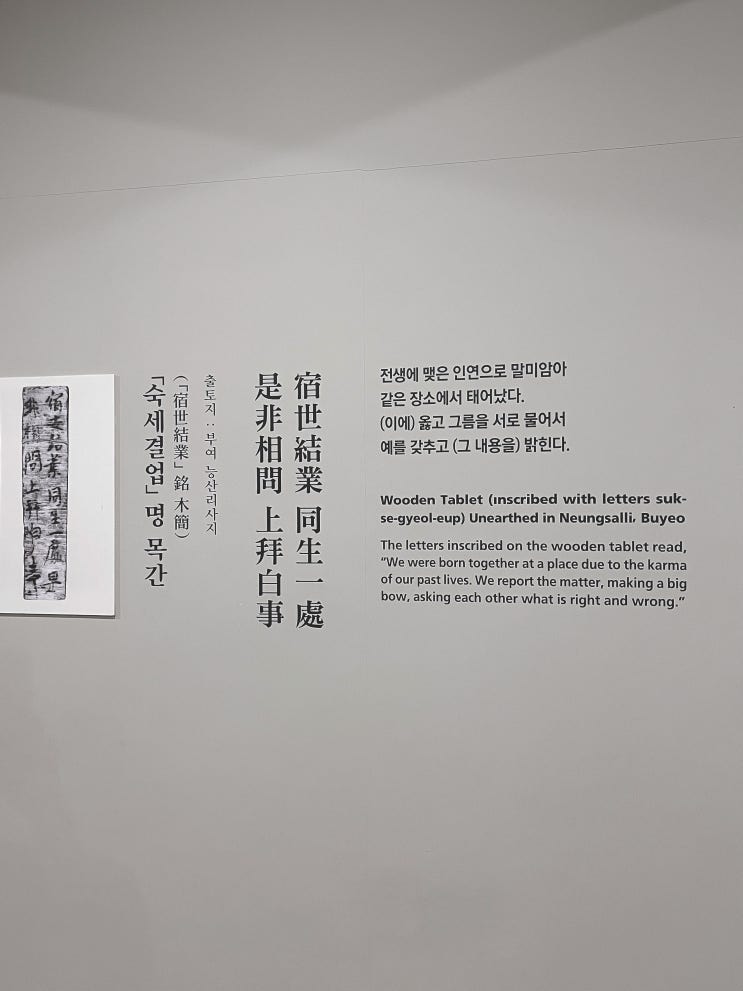 宿世結業 同生一處
是非相問 上拜白事
출토지 : 부여 능산리사지
(「宿世結業」銘 木簡)
「숙세결업」명 목간
전생에 맺은 인연으로 말미암아
같은 장소에서 태어났다.
(이에) 옳고 그름을 서로 물어서
예를 갖추고 (그 내용을) 밝힌다.
Wooden Tablet (ınscribed with letters suk-
se-gyeol-eup) Unearthed in Neungsalli, Buyeo
The letters inscribed on the wooden tablet read,
“We were born together at a place due to the karma
of our past lives. We report the matter, making a big
bow, asking each other what is right and wrong.”